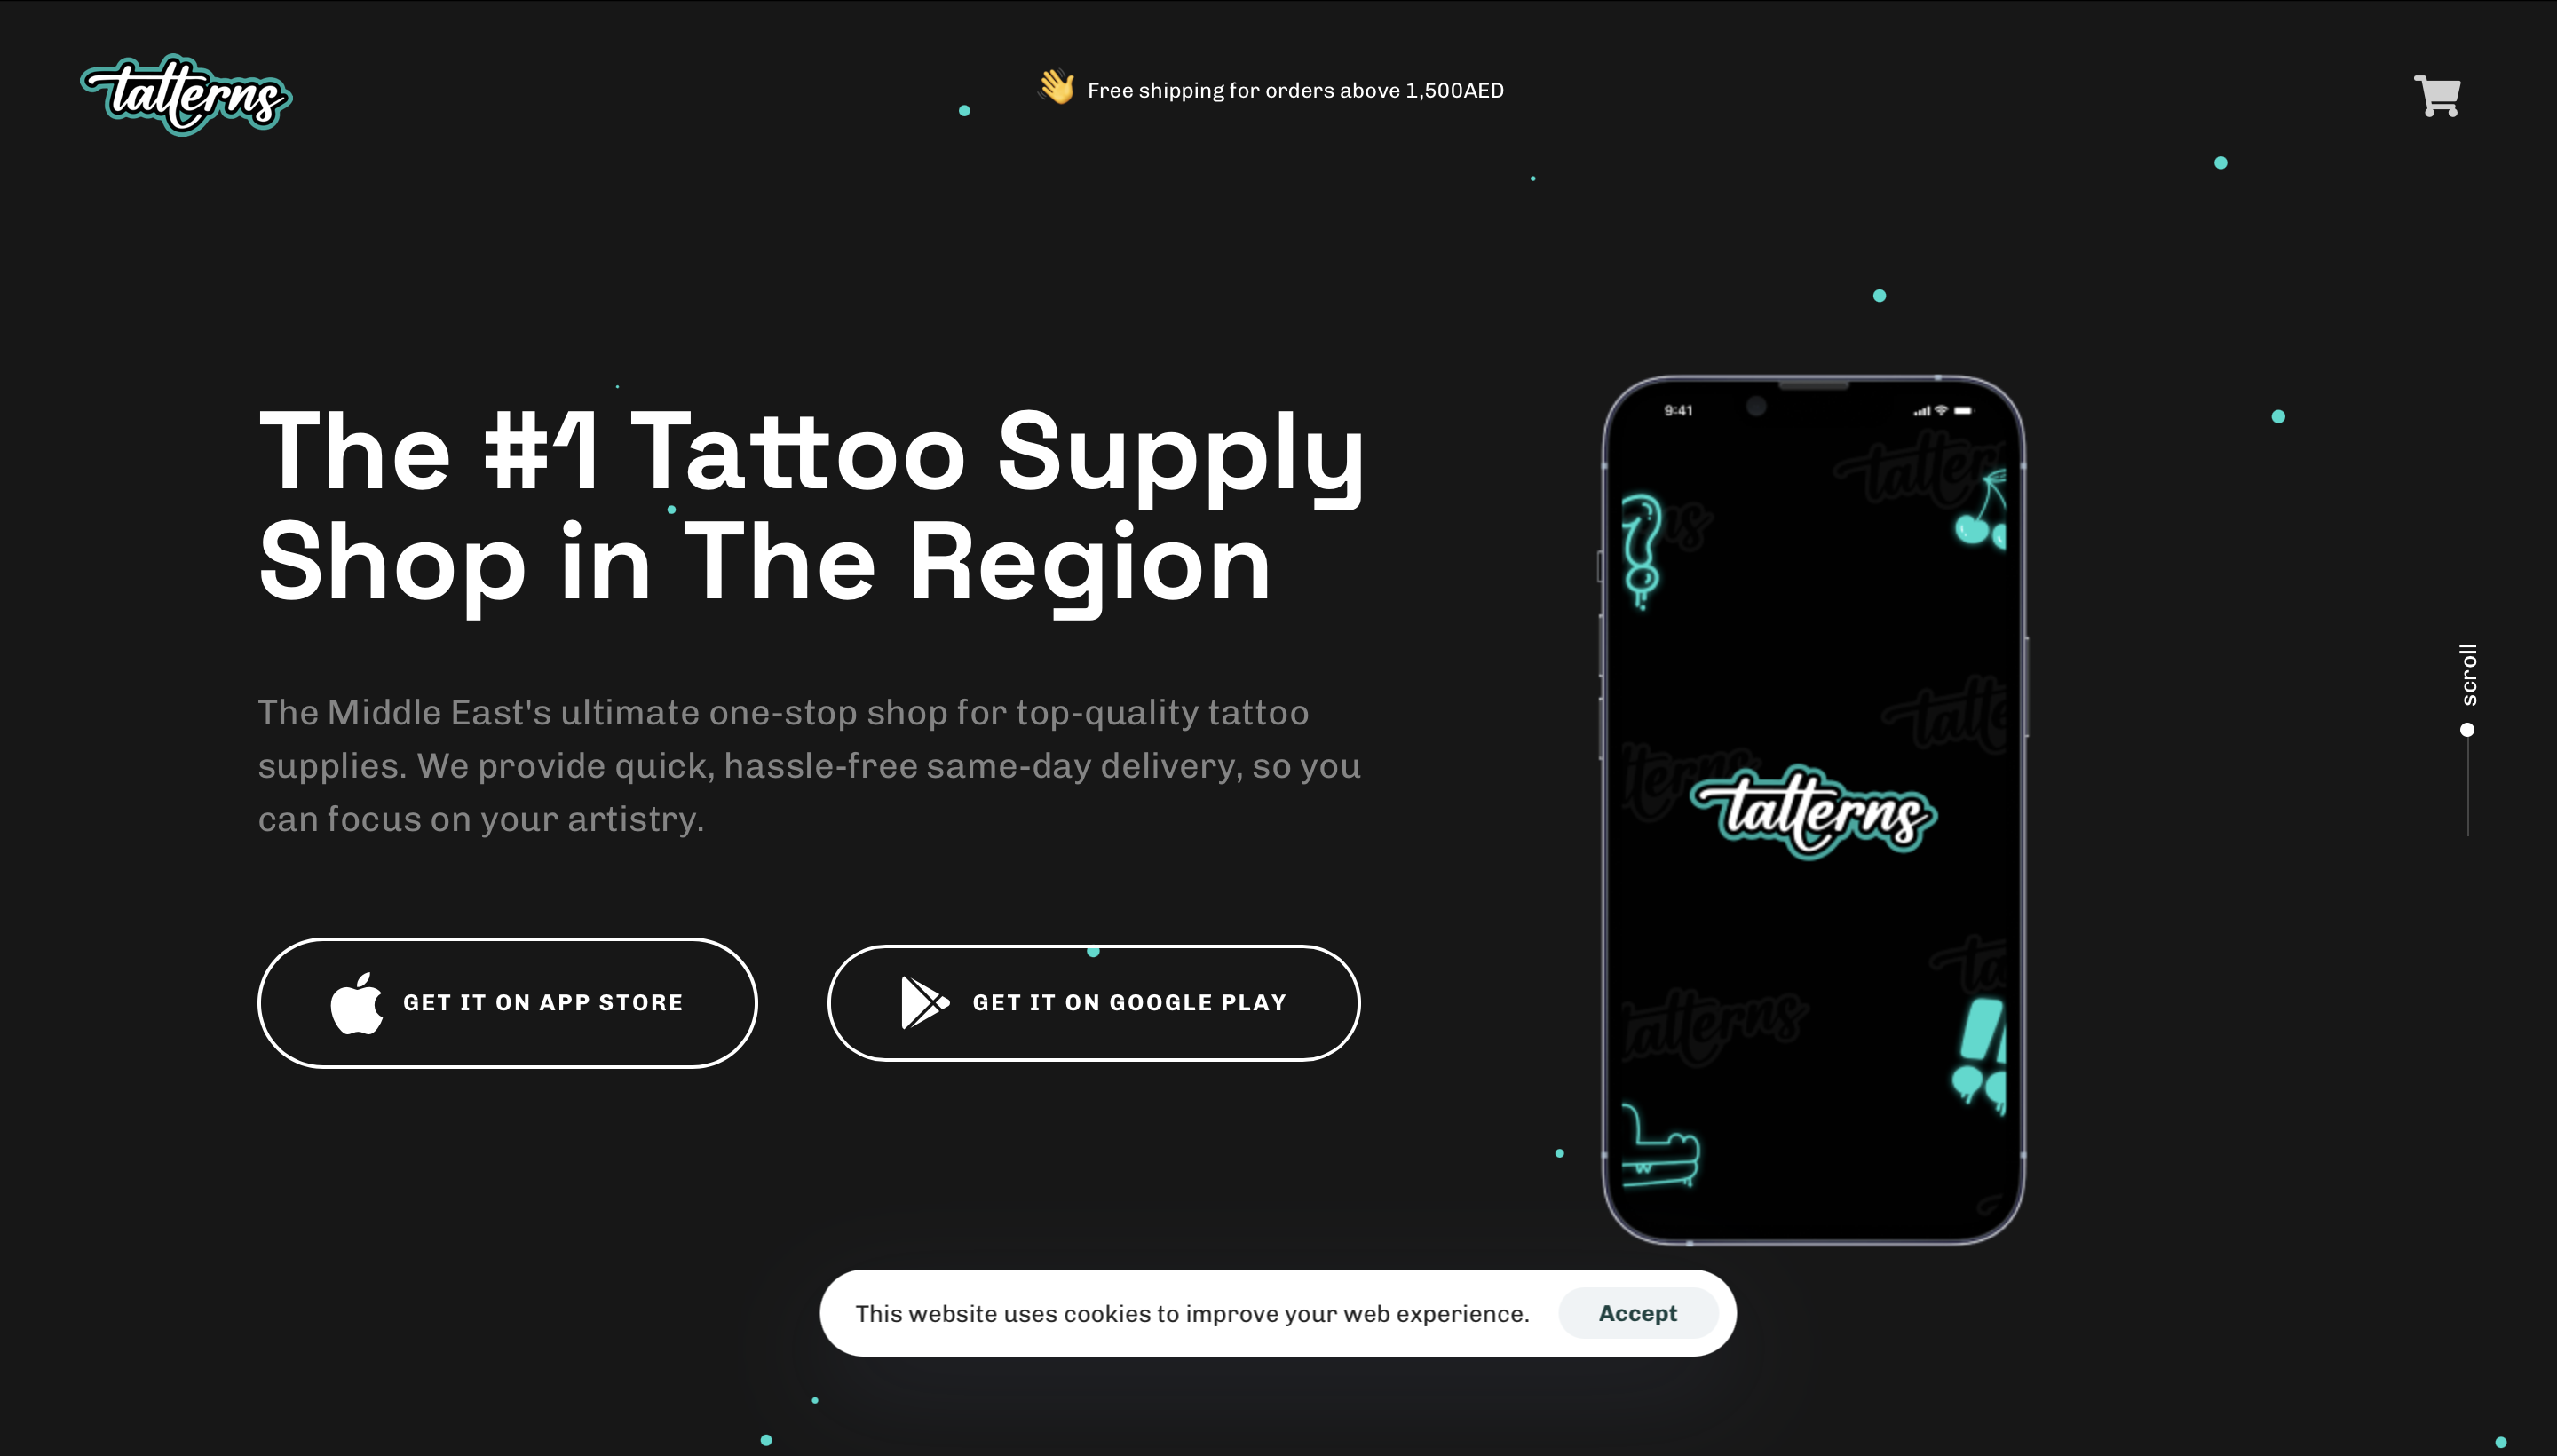 tatterns
Free shipping for orders above 1,500AED
The #1 Tattoo Supply
Shop in The Region
The Middle East's ultimate one-stop shop for top-quality tattoo
supplies. We provide quick, hassle-free same-day delivery, so you
can focus on your artistry.
GET IT ON APP STORE
GET IT ON GOOGLE PLAY
9:41
tatterns
tatterns
scroll
This website uses cookies to improve your web experience.
Accept